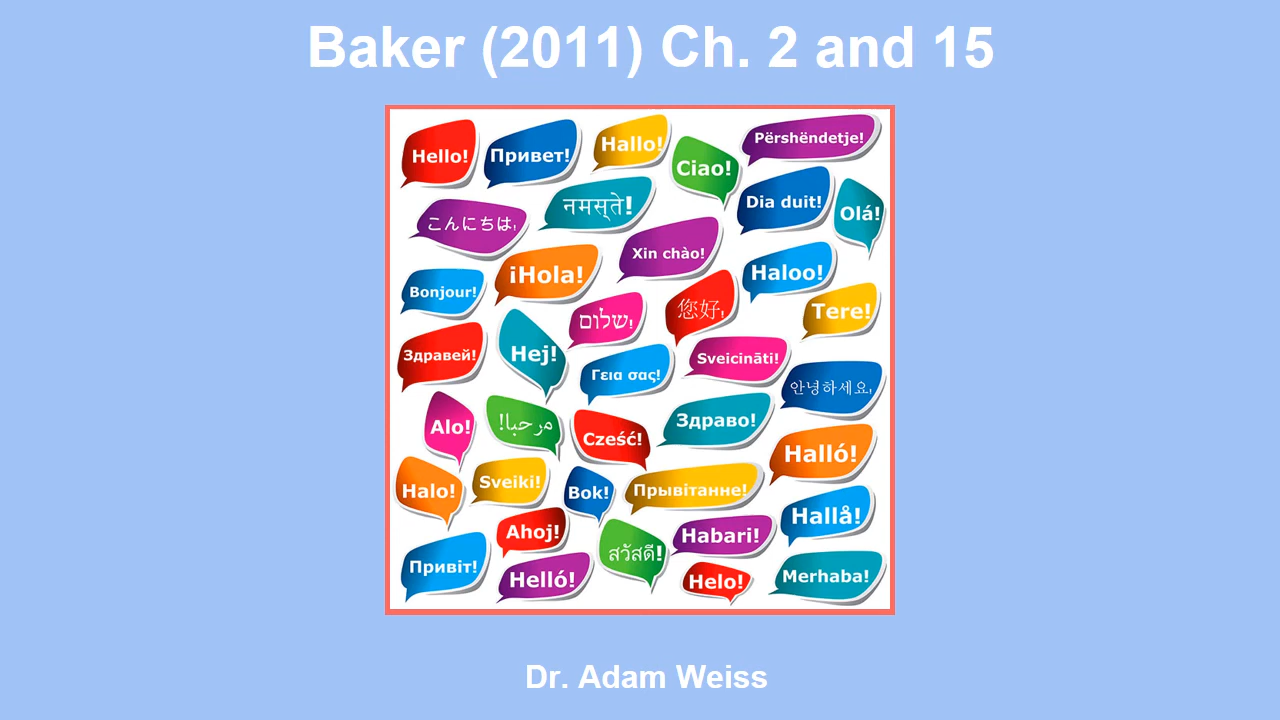 Baker (2011) Ch. 2 and 15
Hello!
Привет!
Hallo!
Ciao!
Përshëndetje!
こんにちは!
नमस्ते!
Dia duit!
Olá!
Xin chào!
Bonjour!
¡Hola!
Haloo!
שלום!
您好!
Tere!
Здравей!
Hej!
Γεια σας!
Sveicināti!
안녕하세요!
Alo!
مرحبا!
Cześć!
Здраво!
Halló!
Halo!
Sveiki!
Bok!
Прывітанне!
Hallå!
Ahoj!
Привіт!
Helló!
สวัสดี!
Habari!
Helo!
Merhaba!
Dr. Adam Weiss